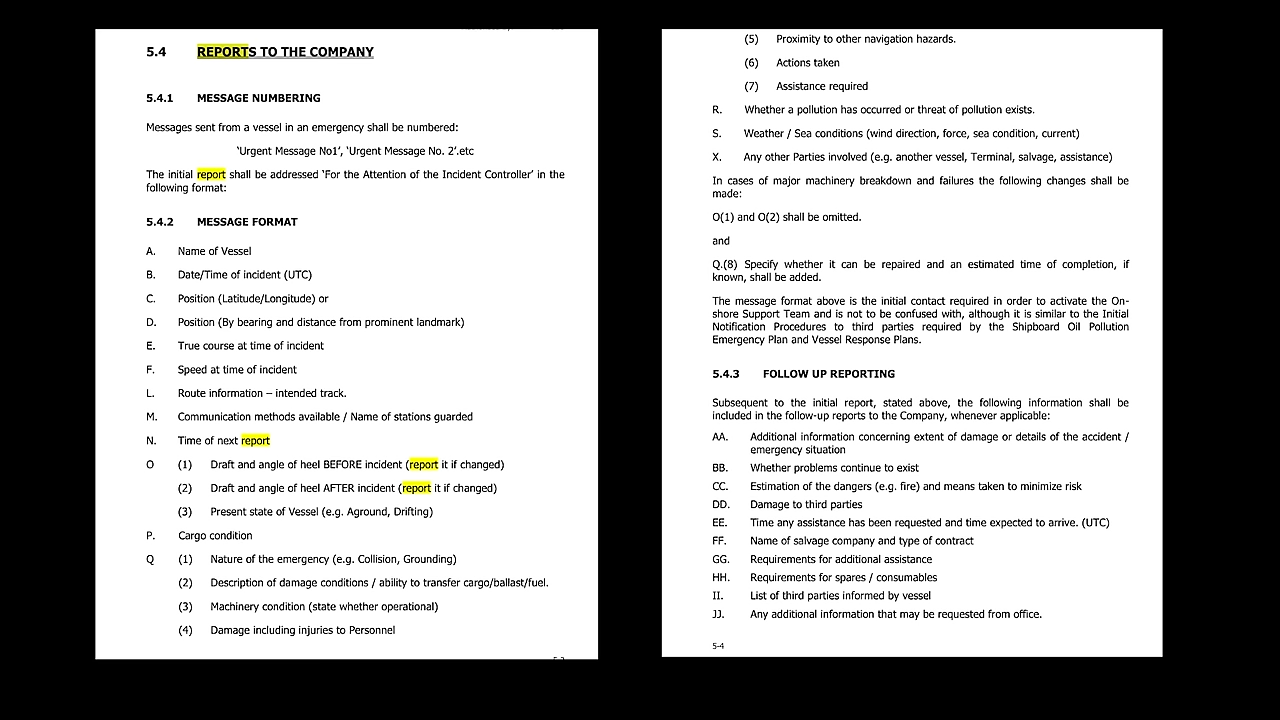 5.4 REPORTS TO THE COMPANY
5.4.1 MESSAGE NUMBERING
Messages sent from a vessel in an emergency shall be numbered:
‘Urgent Message No1’, ‘Urgent Message No. 2’.etc
The initial report shall be addressed ‘For the Attention of the Incident Controller’ in the
following format:
5.4.2 MESSAGE FORMAT
A. Name of Vessel
B. Date/Time of incident (UTC)
C. Position (Latitude/Longitude) or
D. Position (By bearing and distance from prominent landmark)
E. True course at time of incident
F. Speed at time of incident
L. Route information – intended track.
M. Communication methods available / Name of stations guarded
N. Time of next report
O (1) Draft and angle of heel BEFORE incident (report it if changed)
(2) Draft and angle of heel AFTER incident (report it if changed)
(3) Present state of Vessel (e.g. Aground, Drifting)
P. Cargo condition
Q (1) Nature of the emergency (e.g. Collision, Grounding)
(2) Description of damage conditions / ability to transfer cargo/ballast/fuel.
(3) Machinery condition (state whether operational)
(4) Damage including injuries to Personnel
(5) Proximity to other navigation hazards.
(6) Actions taken
(7) Assistance required
R. Whether a pollution has occurred or threat of pollution exists.
S. Weather / Sea conditions (wind direction, force, sea condition, current)
X. Any other Parties involved (e.g. another vessel, Terminal, salvage, assistance)
In cases of major machinery breakdown and failures the following changes shall be
made:
O(1) and O(2) shall be omitted.
and
Q.(8) Specify whether it can be repaired and an estimated time of completion, if
known, shall be added.
The message format above is the initial contact required in order to activate the On-
shore Support Team and is not to be confused with, although it is similar to the Initial
Notification Procedures to third parties required by the Shipboard Oil Pollution
Emergency Plan and Vessel Response Plans.
5.4.3 FOLLOW UP REPORTING
Subsequent to the initial report, stated above, the following information shall be
included in the follow-up reports to the Company, whenever applicable:
AA. Additional information concerning extent of damage or details of the accident /
emergency situation
BB. Whether problems continue to exist
CC. Estimation of the dangers (e.g. fire) and means taken to minimize risk
DD. Damage to third parties
EE. Time any assistance has been requested and time expected to arrive. (UTC)
FF. Name of salvage company and type of contract
GG. Requirements for additional assistance
HH. Requirements for spares / consumables
II. List of third parties informed by vessel
JJ. Any additional information that may be requested from office.
5-4